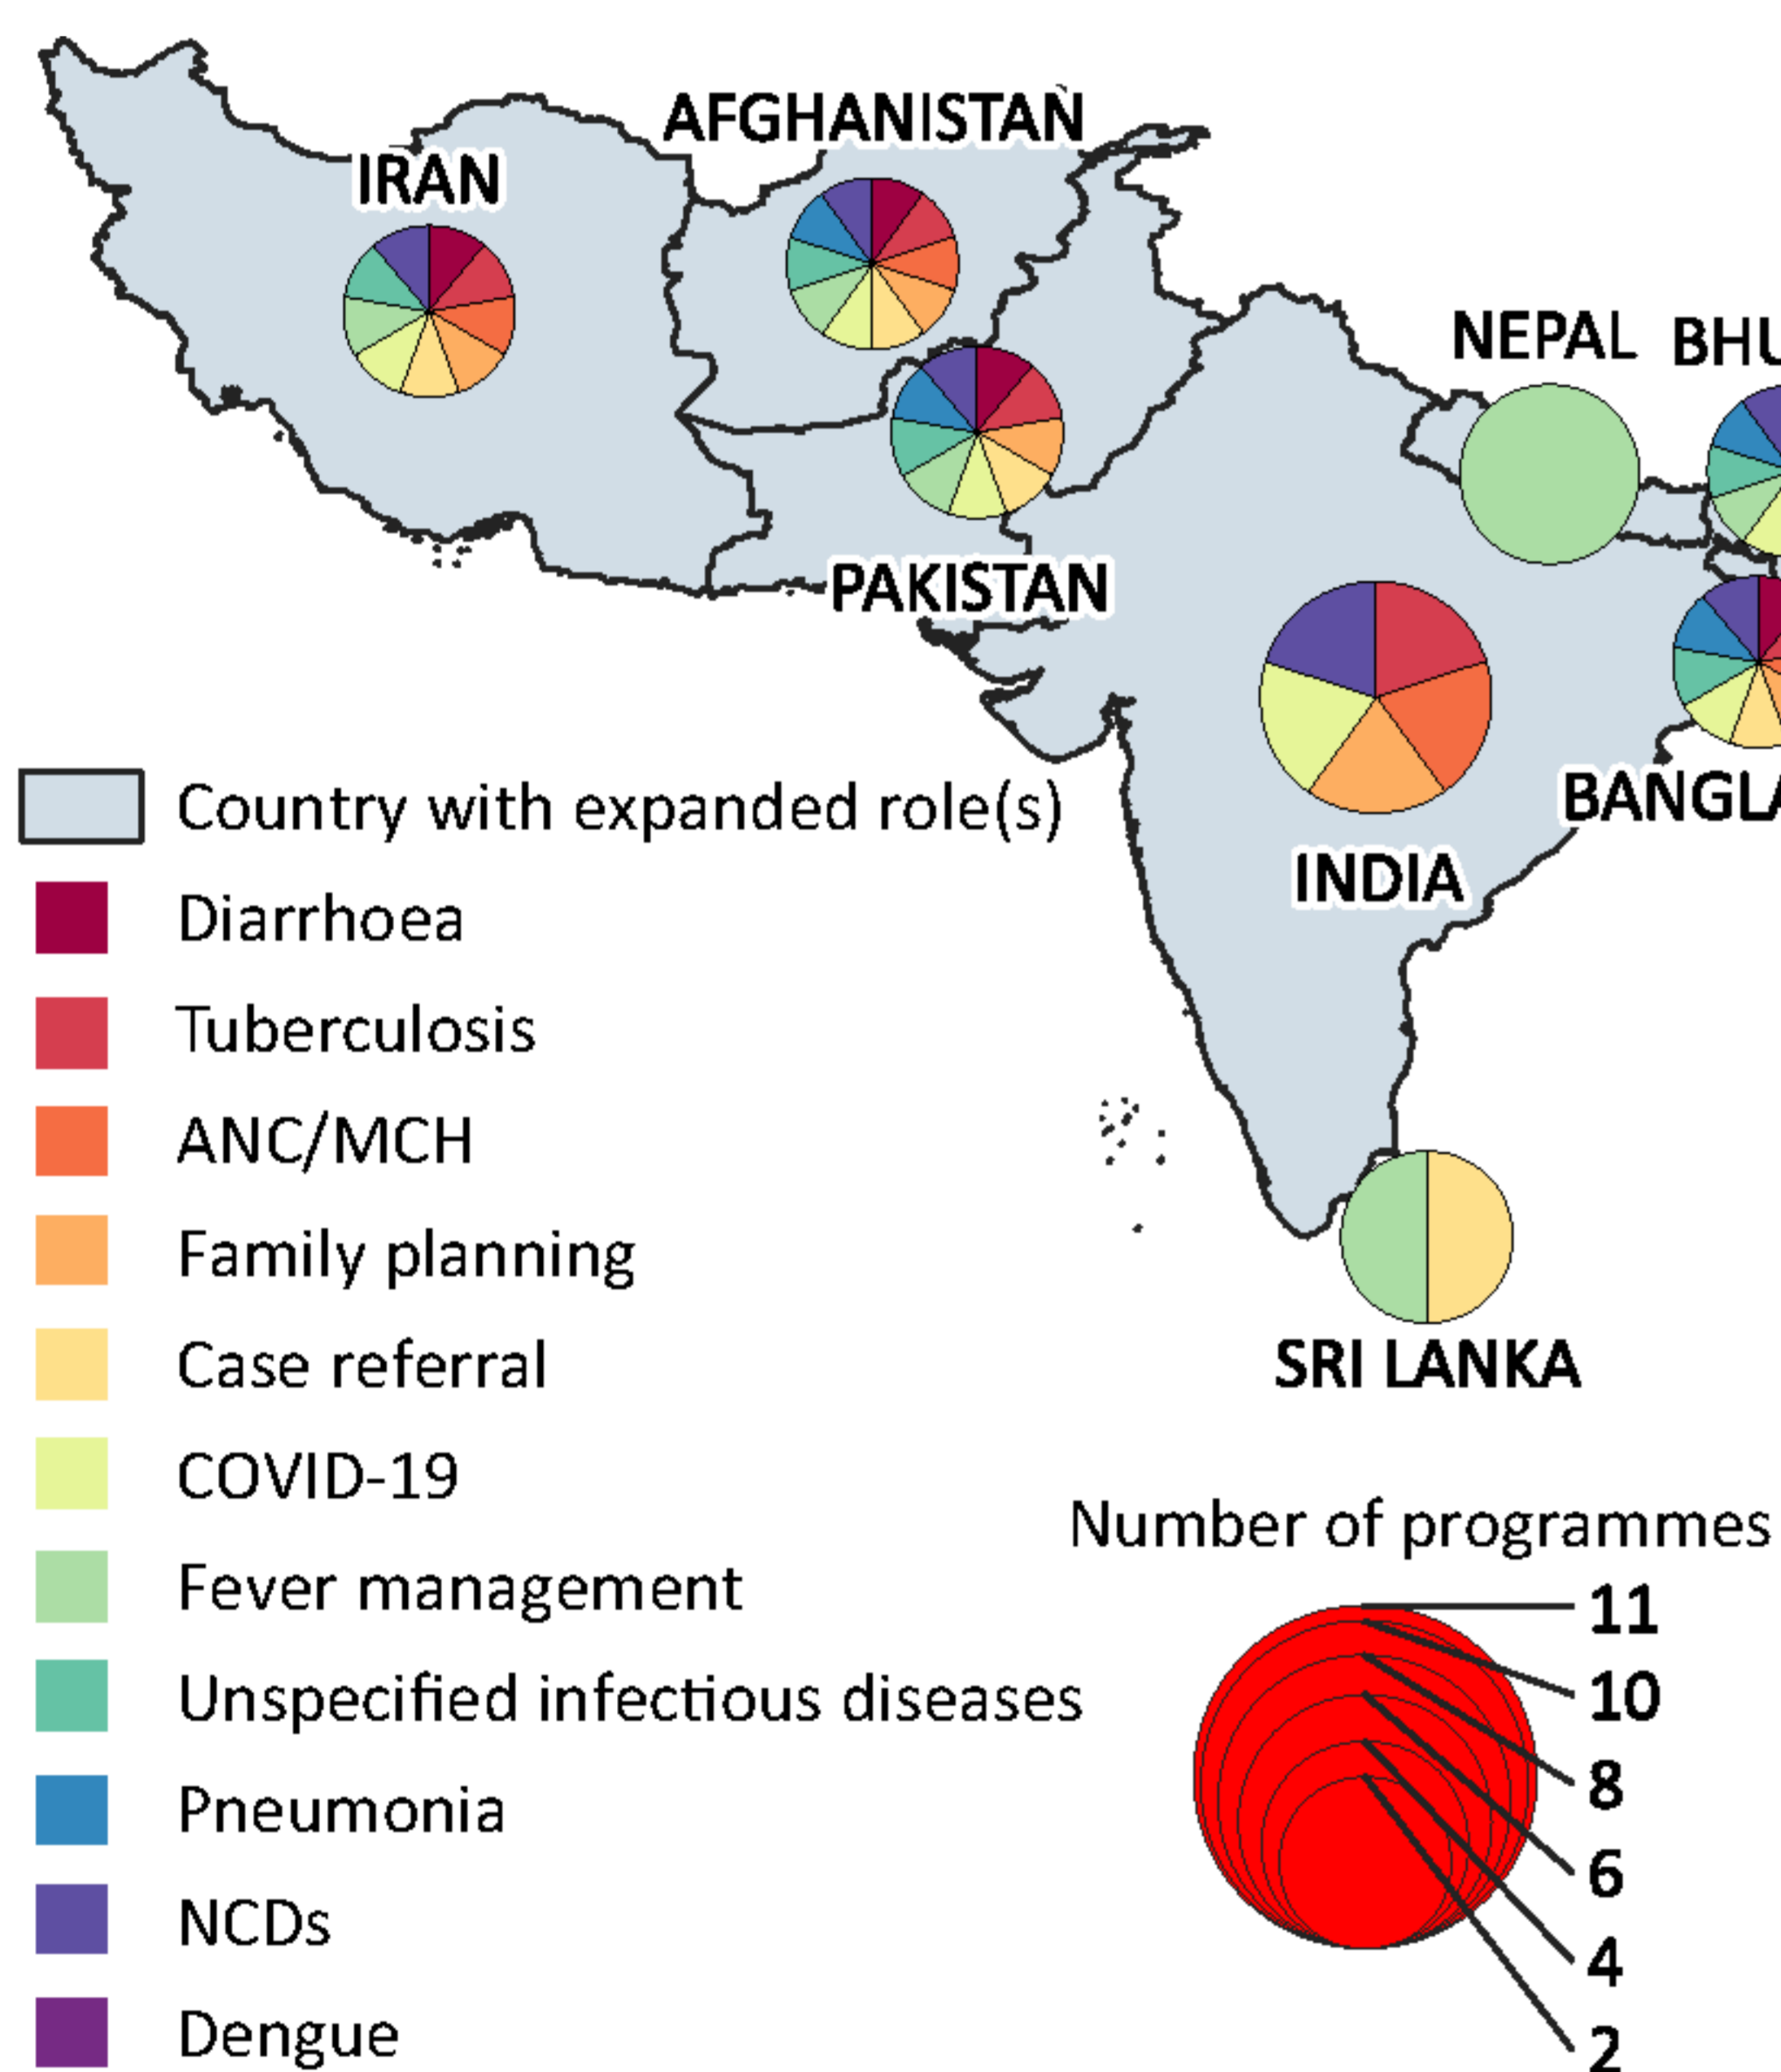 AFGHANISTAN
IRAN
NEPAL BHU
PAKISTAN
BANGLA
INDIA
SRI LANKA
Country with expanded role(s)
Diarrhoea
Tuberculosis
ANC/MCH
Family planning
Case referral
COVID-19
Fever management
Unspecified infectious diseases
Pneumonia
NCDs
Dengue
Number of programmes
11
10
8
6
4
2